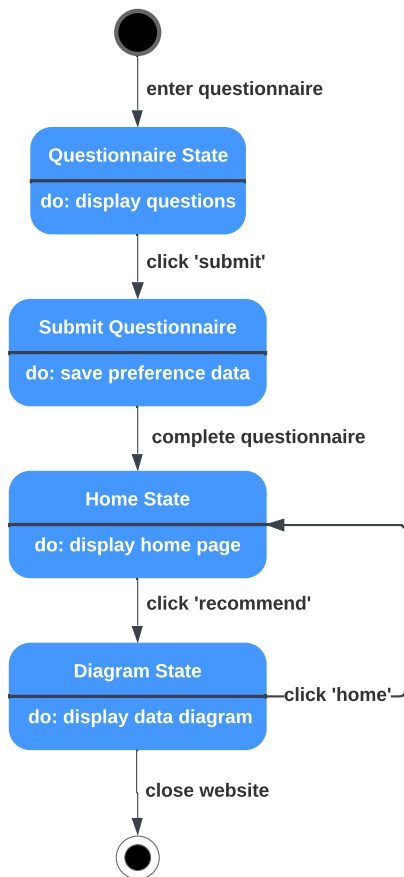 enter questionnaire
Questionnaire State
do: display questions
click 'submit'
Submit Questionnaire
do: save preference data
complete questionnaire
Home State
do: display home page
click 'recommend'
Diagram State
click 'home'
do: display data diagram
close website